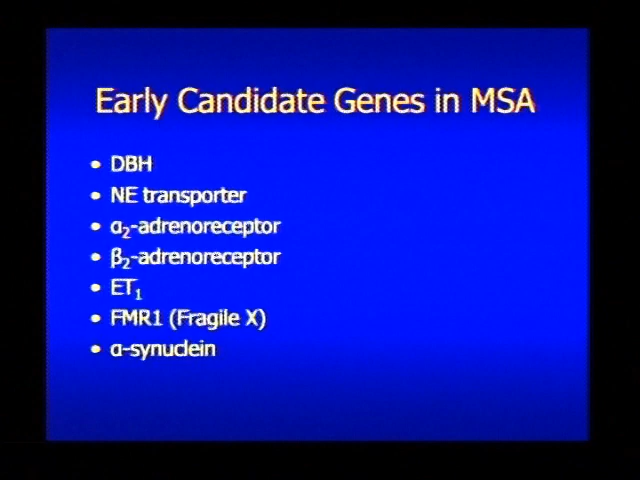 Early Candidate Genes in MSA
• DBH
• NE transporter
• α₂-adrenoreceptor
• β₂-adrenoreceptor
• ET₁
• FMR1 (Fragile X)
• α-synuclein